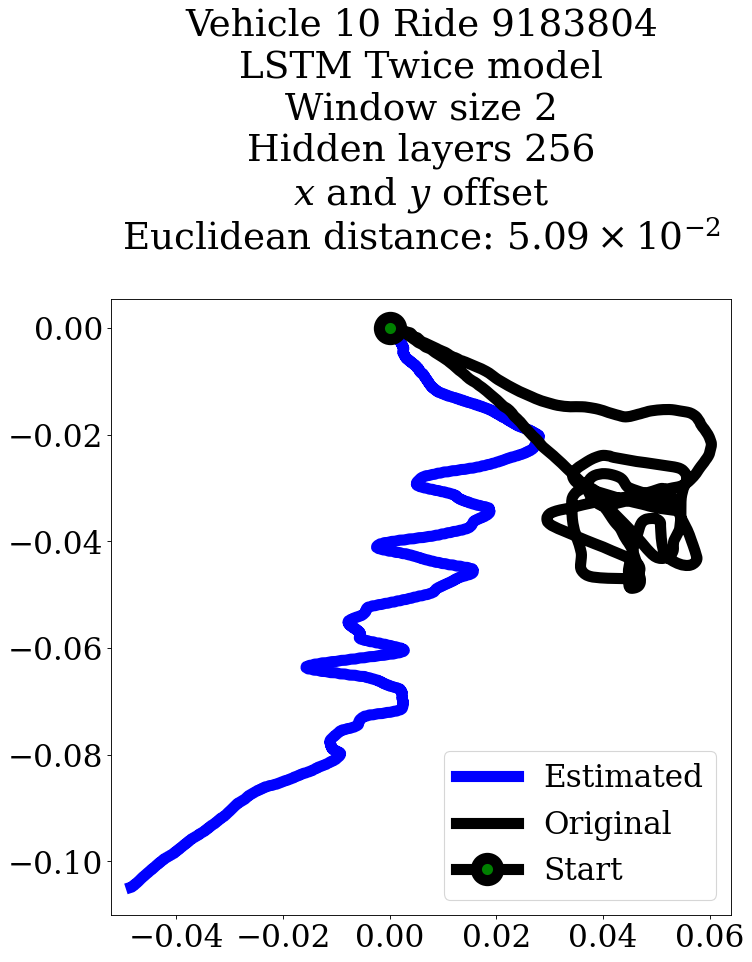 Vehicle 10 Ride 9183804
LSTM Twice model
Window size 2
Hidden layers 256
x and y offset
Euclidean distance: 5.09 × 10⁻²
0.00
−0.02
−0.04
−0.06
−0.08
−0.10
Estimated
Original
Start
−0.04 −0.02 0.00 0.02 0.04 0.06